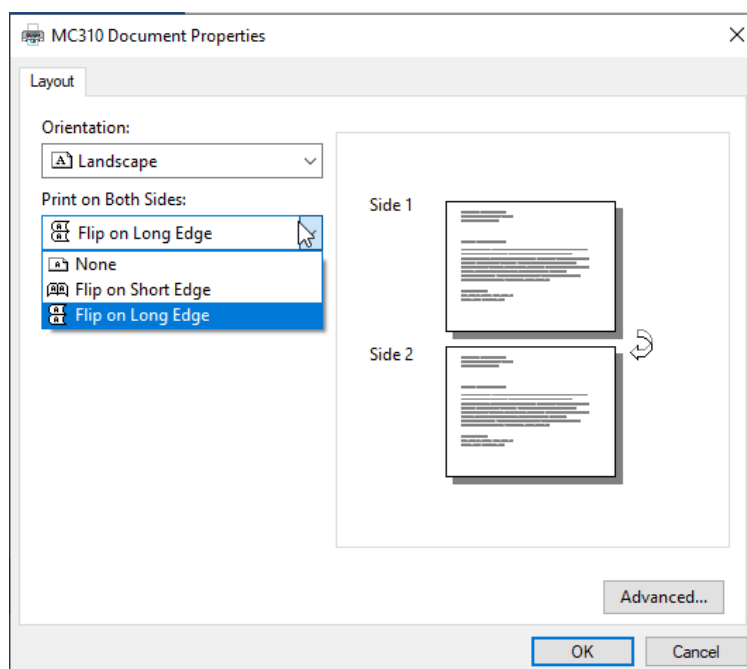 MC310 Document Properties
Layout
Orientation:
Landscape
Print on Both Sides:
Flip on Long Edge
None
Flip on Short Edge
Flip on Long Edge
Side 1
Side 2
Advanced...
OK Cancel